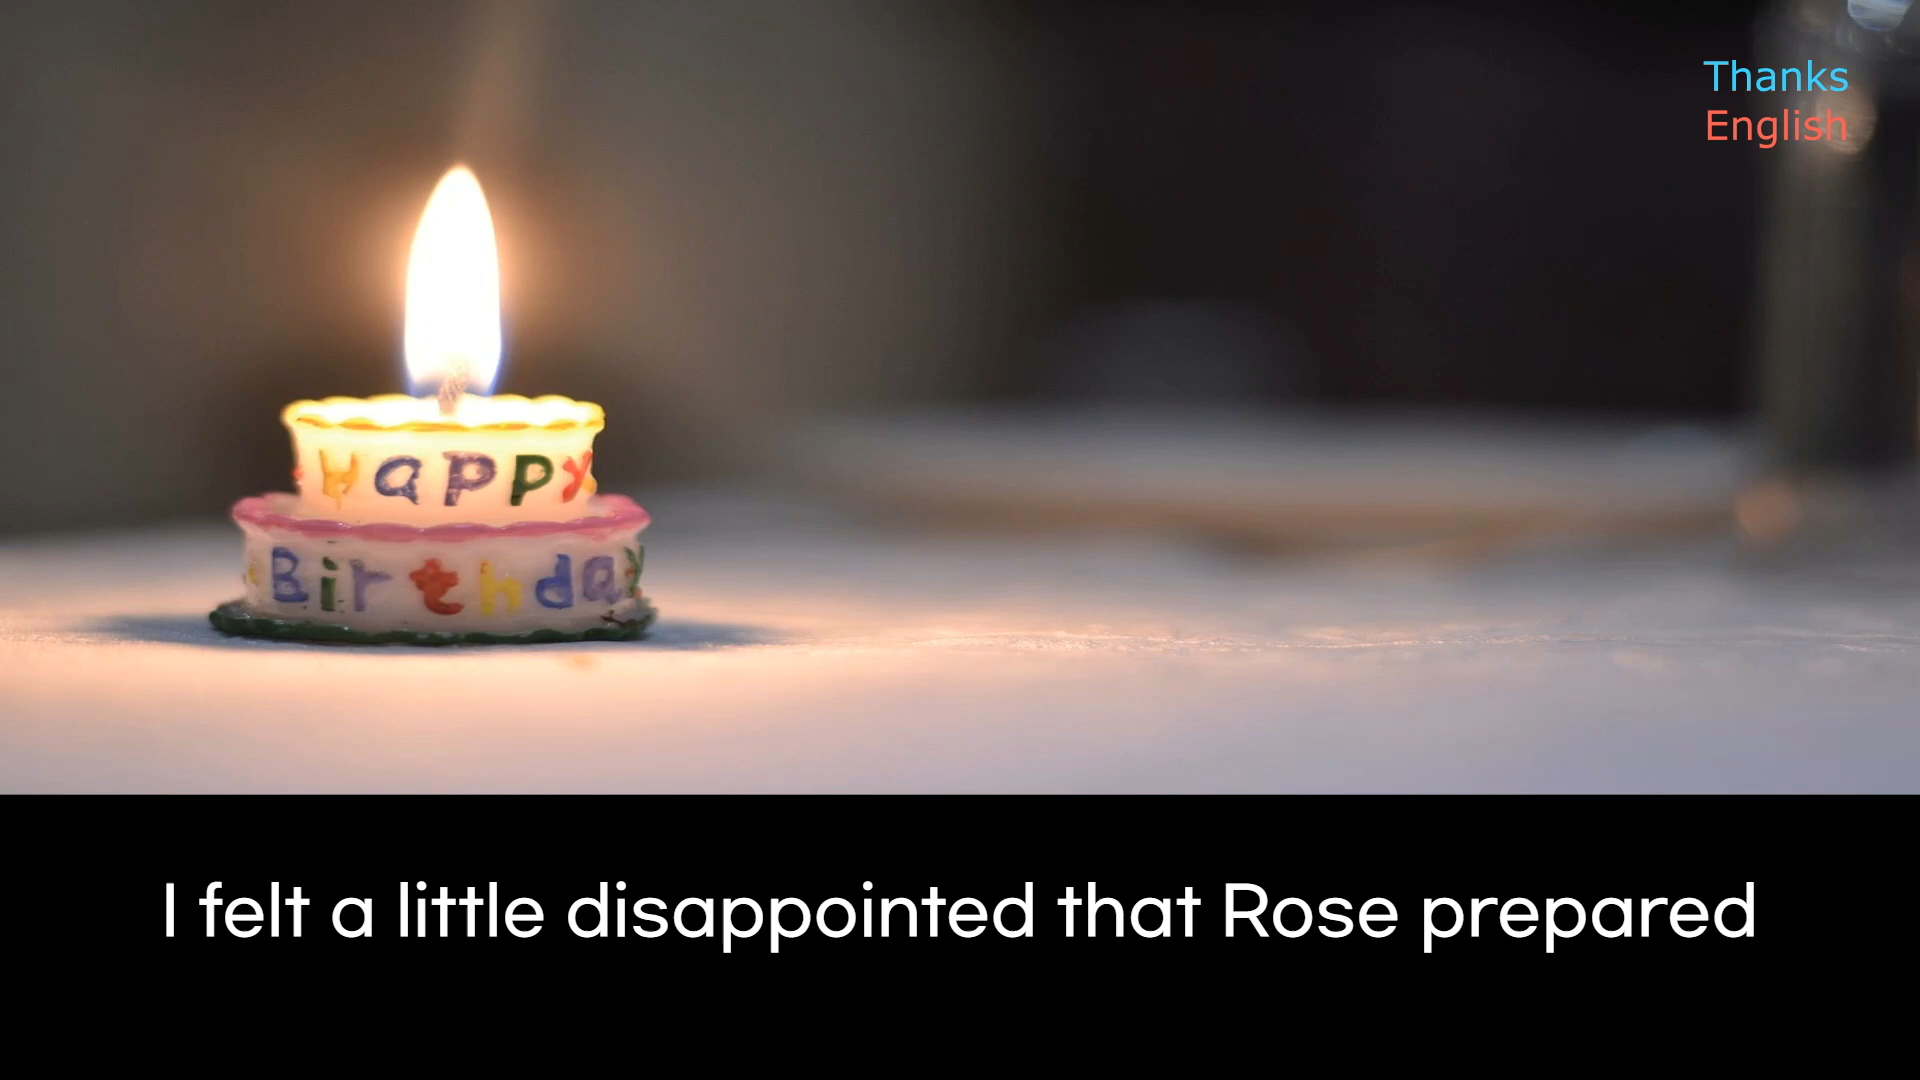 Thanks
English
Happy
Birthday
I felt a little disappointed that Rose prepared